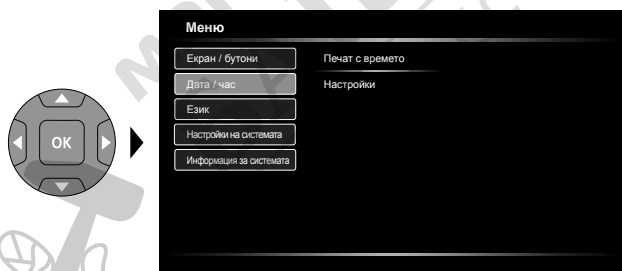 Меню
Екран / бутони
Печат с времето
Дата / час
Настройки
Език
Настройки на системата
Информация за системата
OK